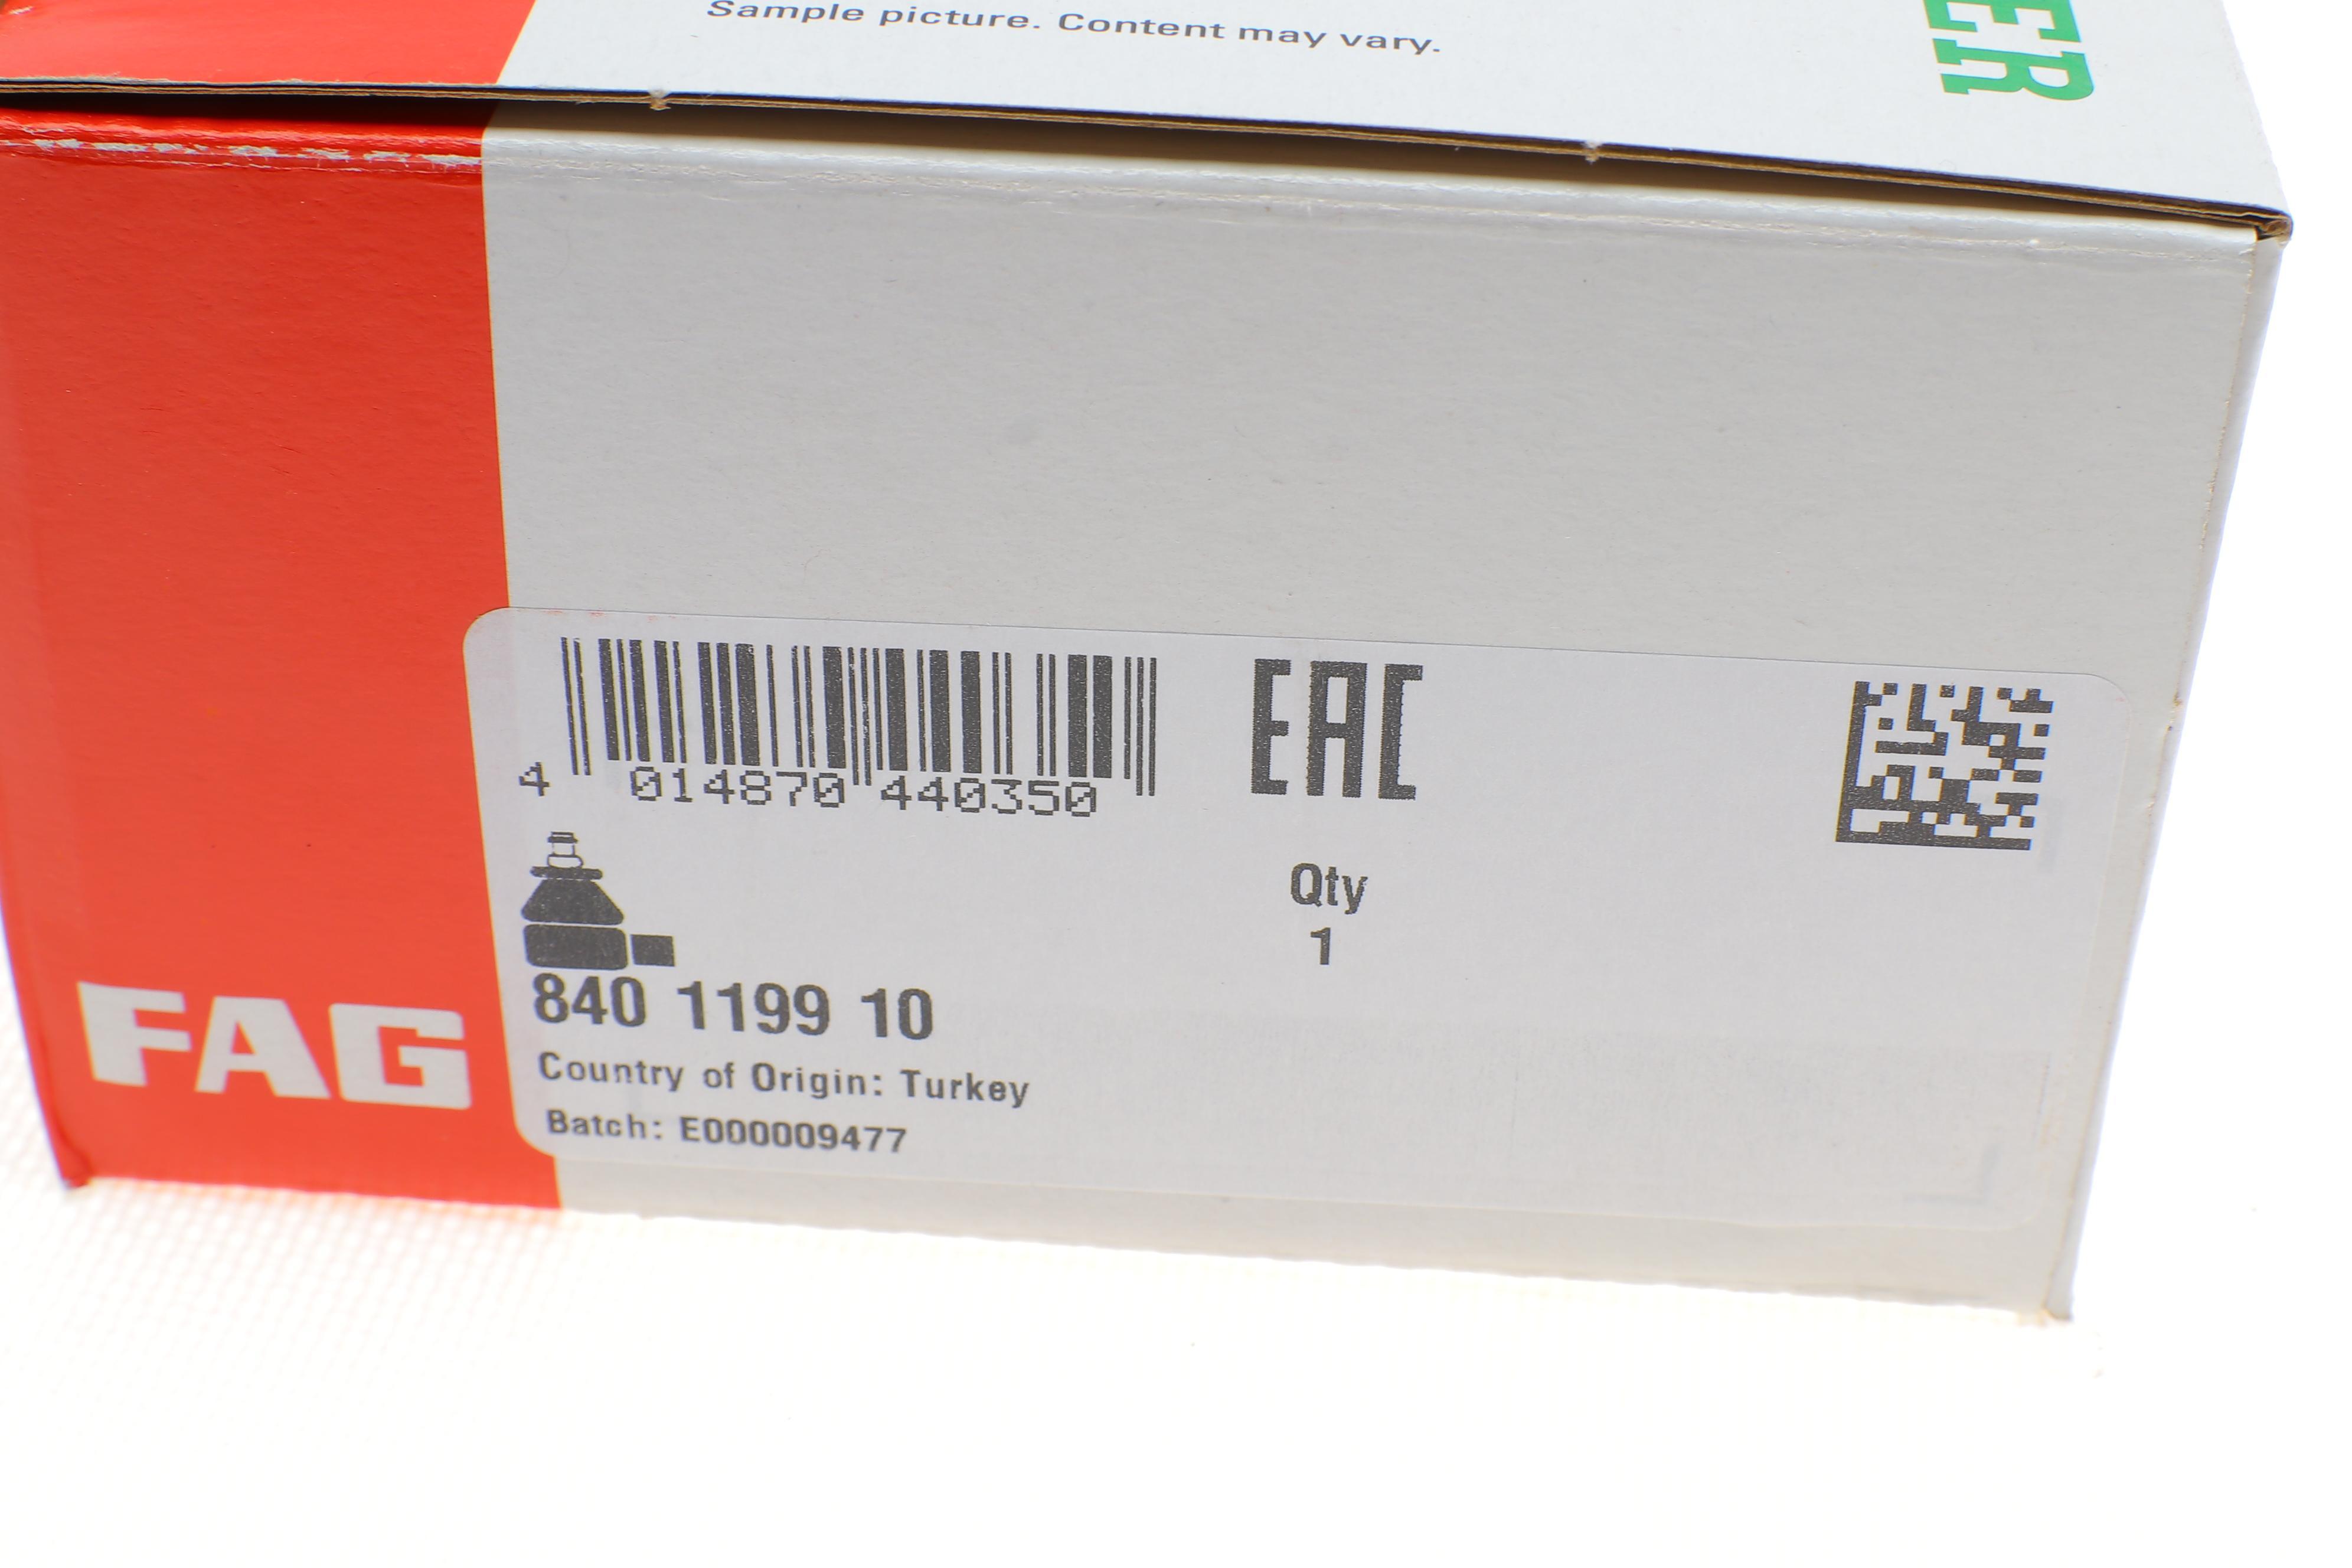 Sample picture. Content may vary.
ER
4 014870 440350
EAC
Qty
1
840 1199 10
Country of Origin: Turkey
Batch: E000009477
FAG